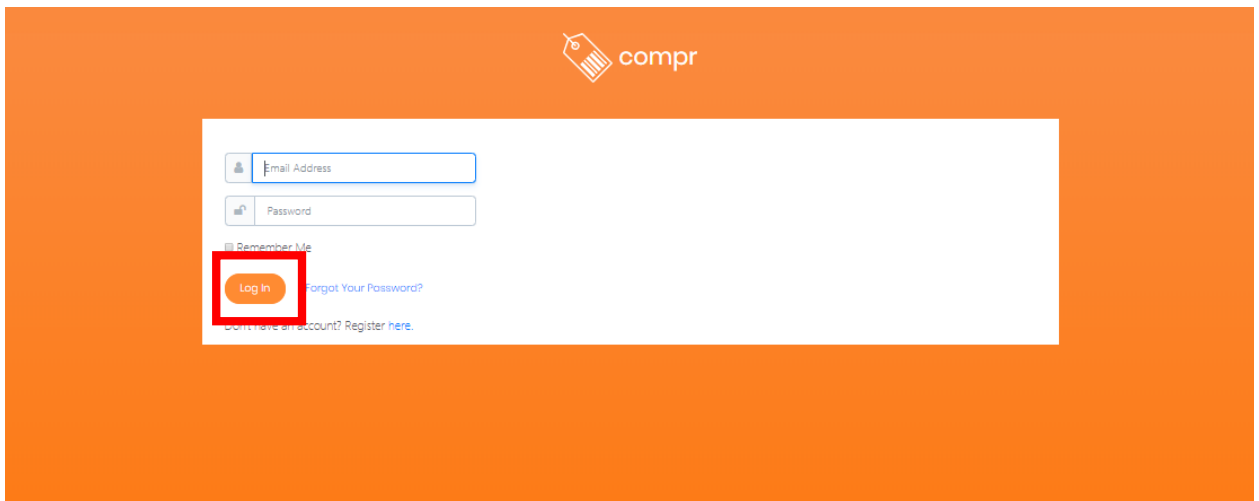 compr
Email Address
Password
Remember Me
Log in Forgot Your Password?
Don't have an account? Register here.